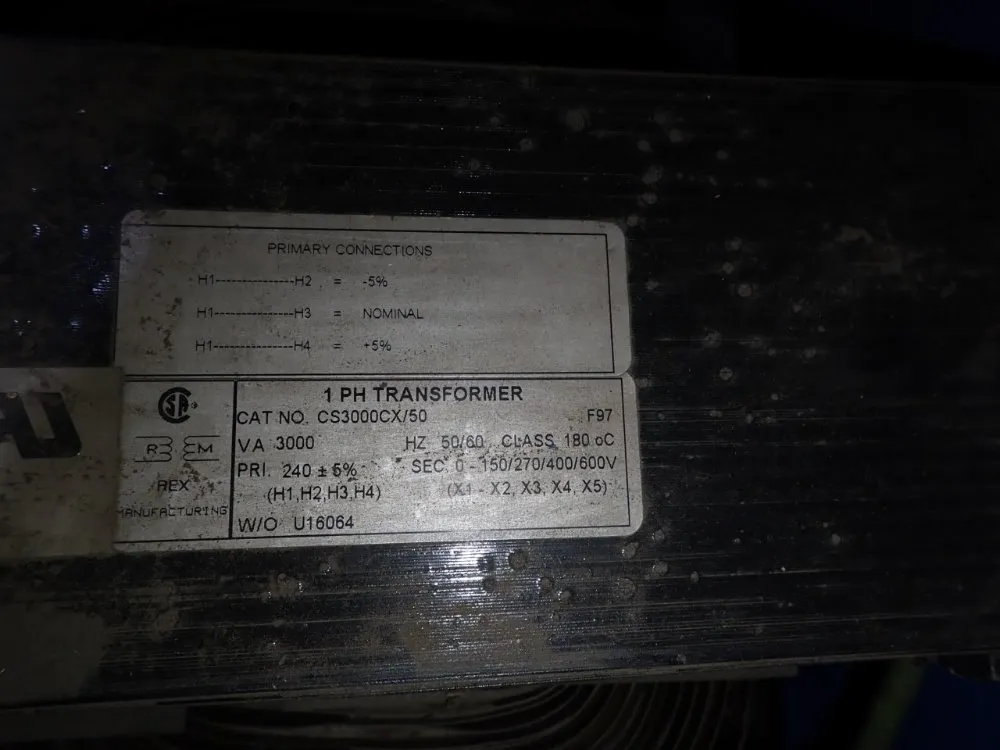 PRIMARY CONNECTIONS
H1--------------H2 = -5%
H1--------------H3 = NOMINAL
H1--------------H4 = +5%
1 PH TRANSFORMER
CAT NO. CS3000CX/50 F97
VA 3000 HZ 50/60 CLASS 180 oC
PRI. 240 ± 5% SEC 0 - 150/270/400/600V
(H1,H2,H3,H4) (X1 - X2, X3, X4, X5)
W/O U16064
SA
R M
REX
MANUFACTURING